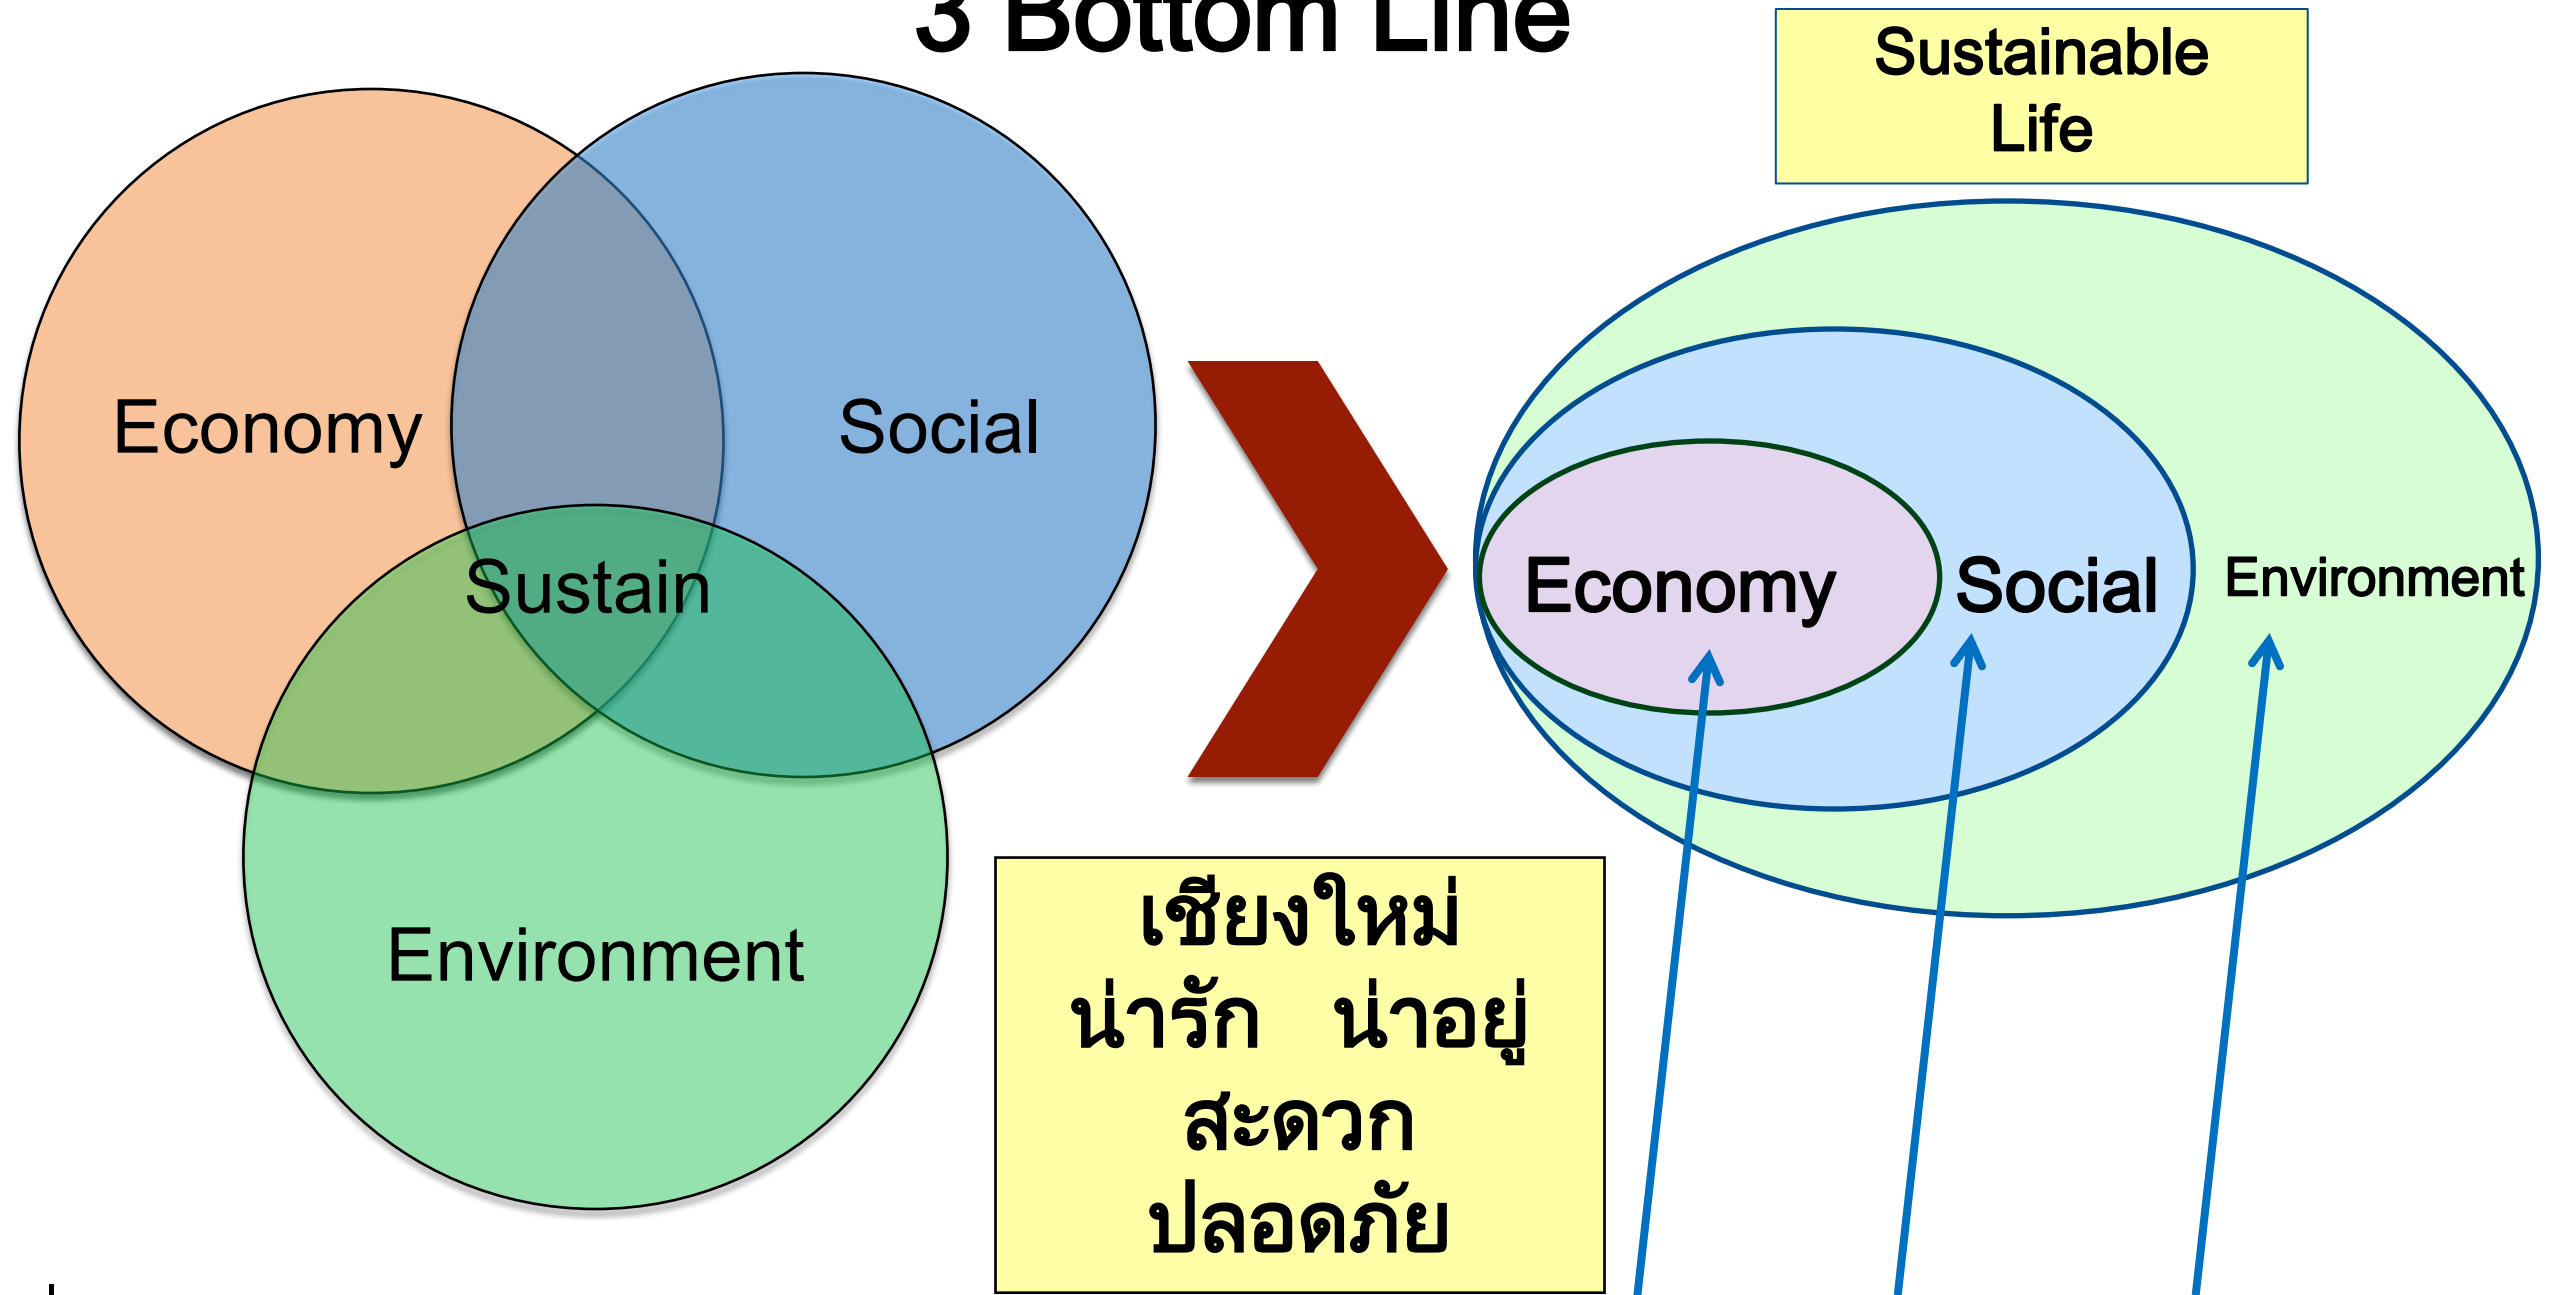 3 Bottom Line
Sustainable
Life
Economy
Social
Sustain
Environment
Economy
Social
Environment
เชียงใหม่
น่ารัก น่าอยู่
สะดวก
ปลอดภัย